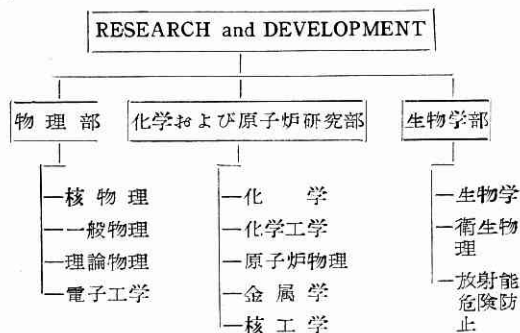 RESEARCH and DEVELOPMENT
物理部
化学および原子炉研究部
生物学部
核物理
一般物理
理論物理
電子工学
化学
化学工学
原子炉物理
金属学
核工学
生物学
衛生物
理
放射能
危険防
止